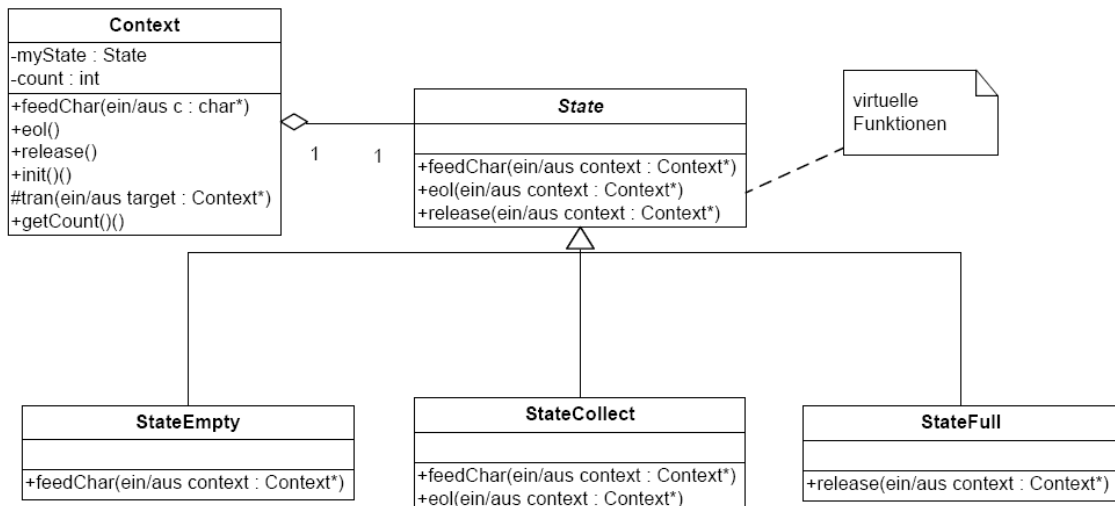 Context
-myState : State
-count : int
+feedChar(ein/aus c : char*)
+eol()
+release()
+init()()
#tran(ein/aus target : Context*)
+getCount()()
1
1
State
+feedChar(ein/aus context : Context*)
+eol(ein/aus context : Context*)
+release(ein/aus context : Context*)
virtuelle
Funktionen
StateEmpty
+feedChar(ein/aus context : Context*)
StateCollect
+feedChar(ein/aus context : Context*)
+eol(ein/aus context : Context*)
StateFull
+release(ein/aus context : Context*)